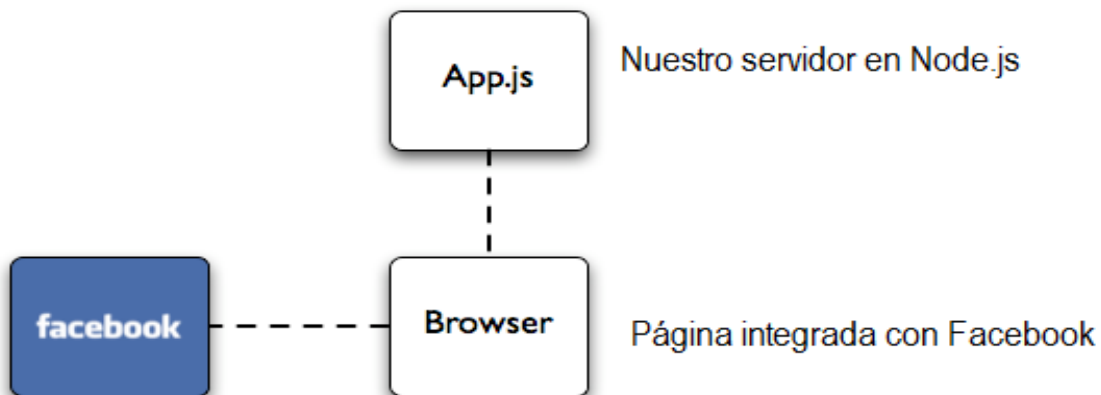 App.js
Nuestro servidor en Node.js
facebook
Browser
Página integrada con Facebook